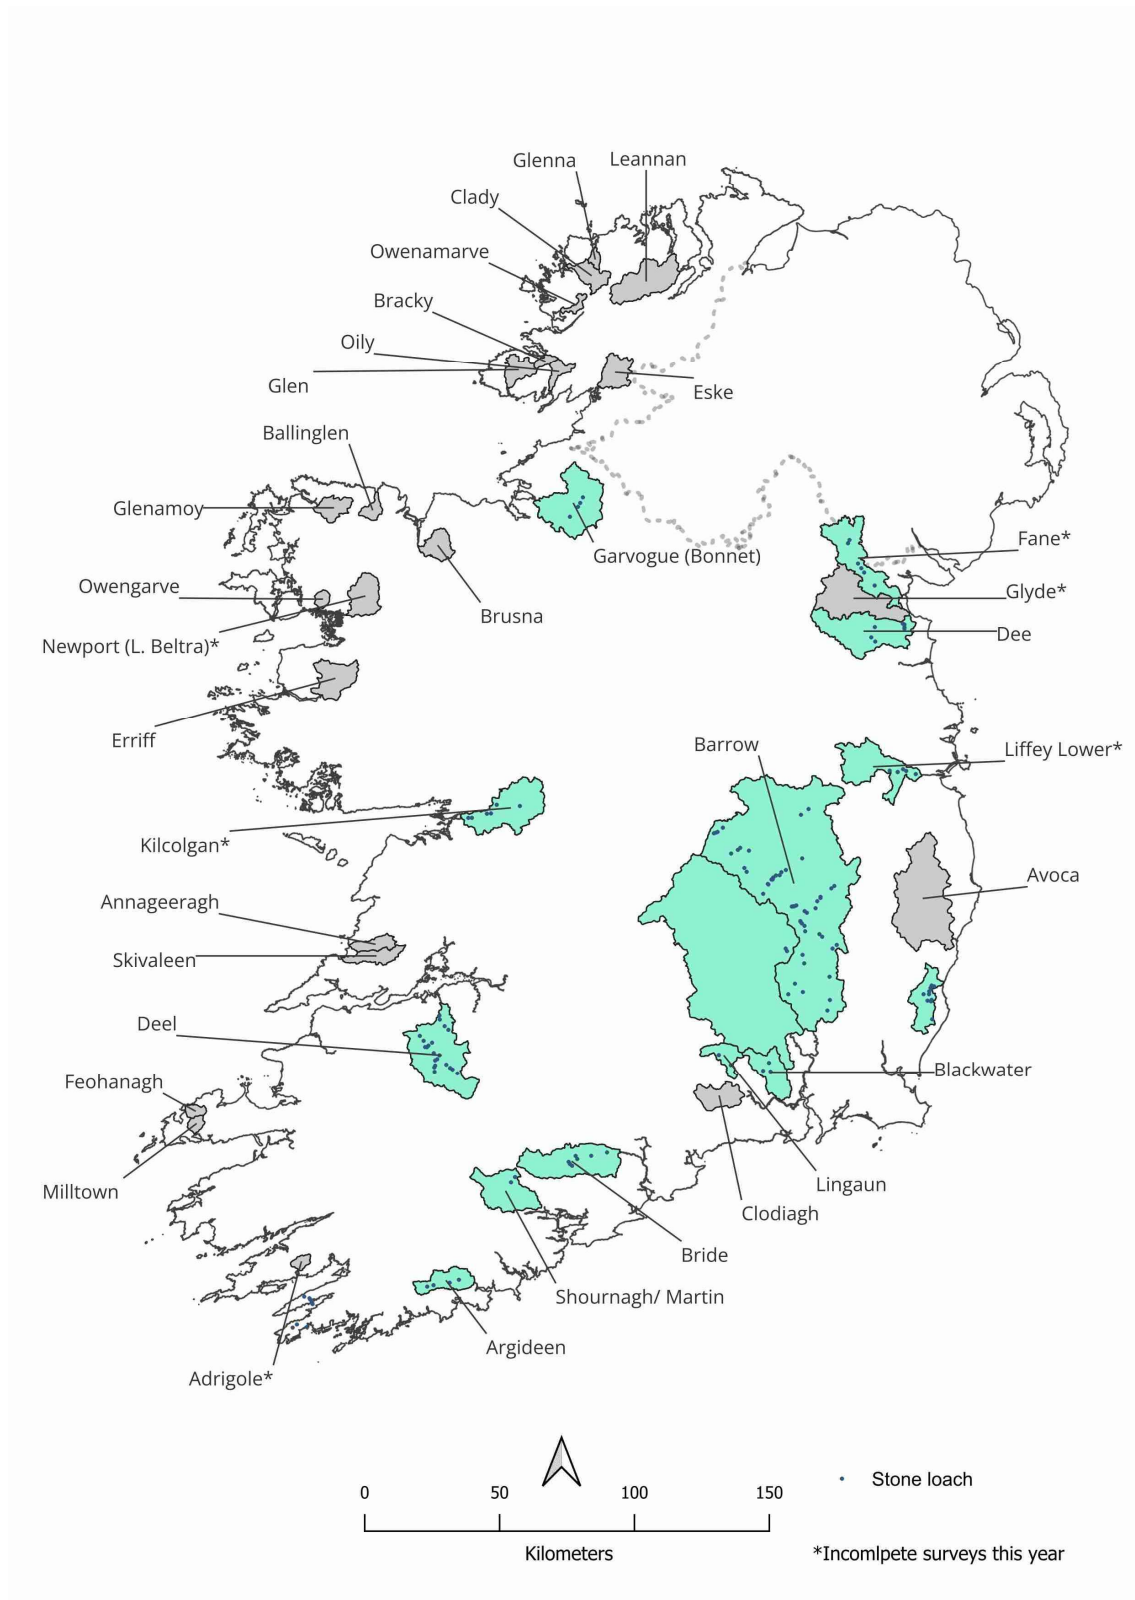 Glenna
Leannan
Clady
Owenamarve
Bracky
Oily
Glen
Eske
Ballinglen
Glenamoy
Fane*
Garvogue (Bonnet)
Owengarve
Glyde*
Brusna
Dee
Newport (L. Beltra)*
Erriff
Barrow
Liffey Lower*
Kilcolgan*
Avoca
Annageeragh
Skivaleen
Deel
Blackwater
Feohanagh
Milltown
Lingaun
Clodiagh
Bride
Shournagh/ Martin
Argideen
Adrigole*
Stone loach
0 50 100 150
Kilometers
*Incomlpete surveys this year